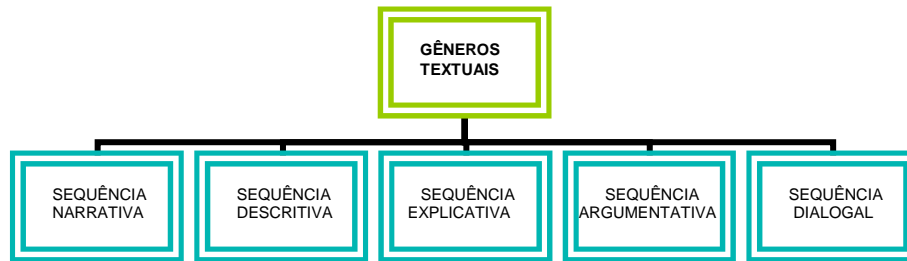 GÊNEROS
TEXTUAIS
SEQUÊNCIA
NARRATIVA
SEQUÊNCIA
DESCRITIVA
SEQUÊNCIA
EXPLICATIVA
SEQUÊNCIA
ARGUMENTATIVA
SEQUÊNCIA
DIALOGAL